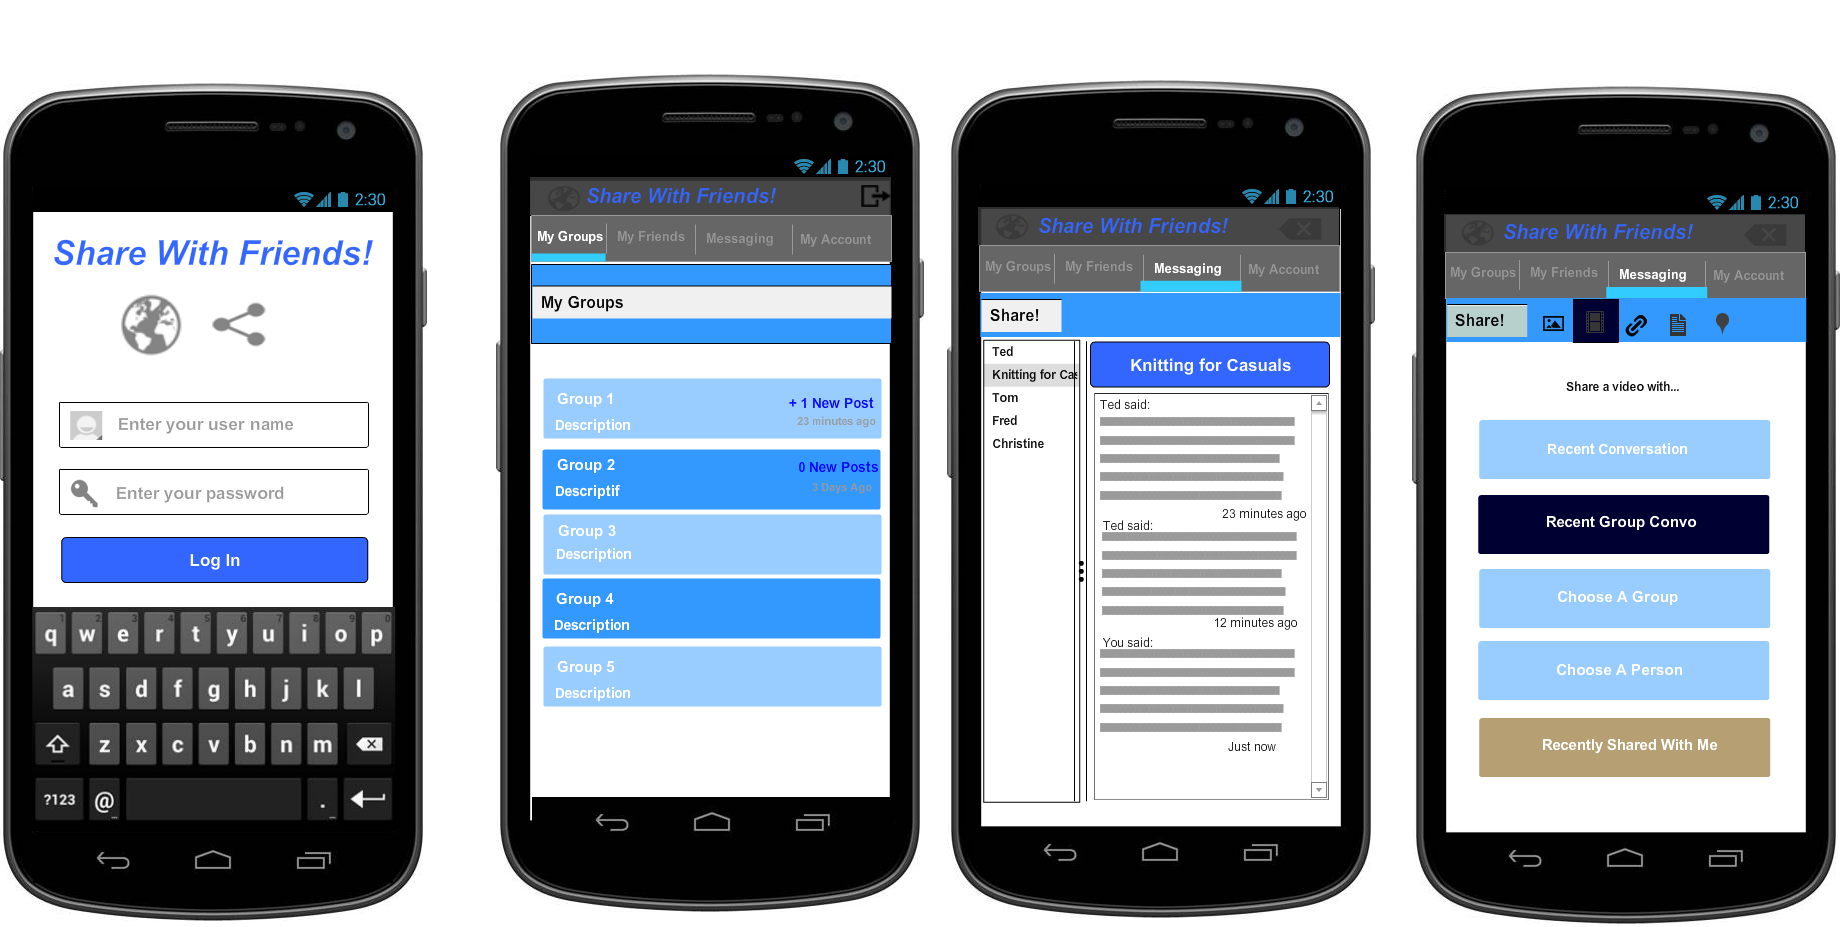 2:30
Share With Friends!
Enter your user name
Enter your password
Log In
q w e r t y u i o p
a s d f g h j k l
z x c v b n m
?123 @ . 
2:30
Share With Friends!
My Groups My Friends Messaging My Account
My Groups
Group 1
+ 1 New Post
Description
23 minutes ago
Group 2
0 New Posts
Descriptif
3 Days Ago
Group 3
Description
Group 4
Description
Group 5
Description
2:30
Share With Friends!
My Groups My Friends Messaging My Account
Share!
Ted
Knitting for Cas
Tom
Fred
Christine
Knitting for Casuals
Ted said:
23 minutes ago
Ted said:
12 minutes ago
You said:
Just now
2:30
Share With Friends!
My Groups My Friends Messaging My Account
Share!
Share a video with...
Recent Conversation
Recent Group Convo
Choose A Group
Choose A Person
Recently Shared With Me